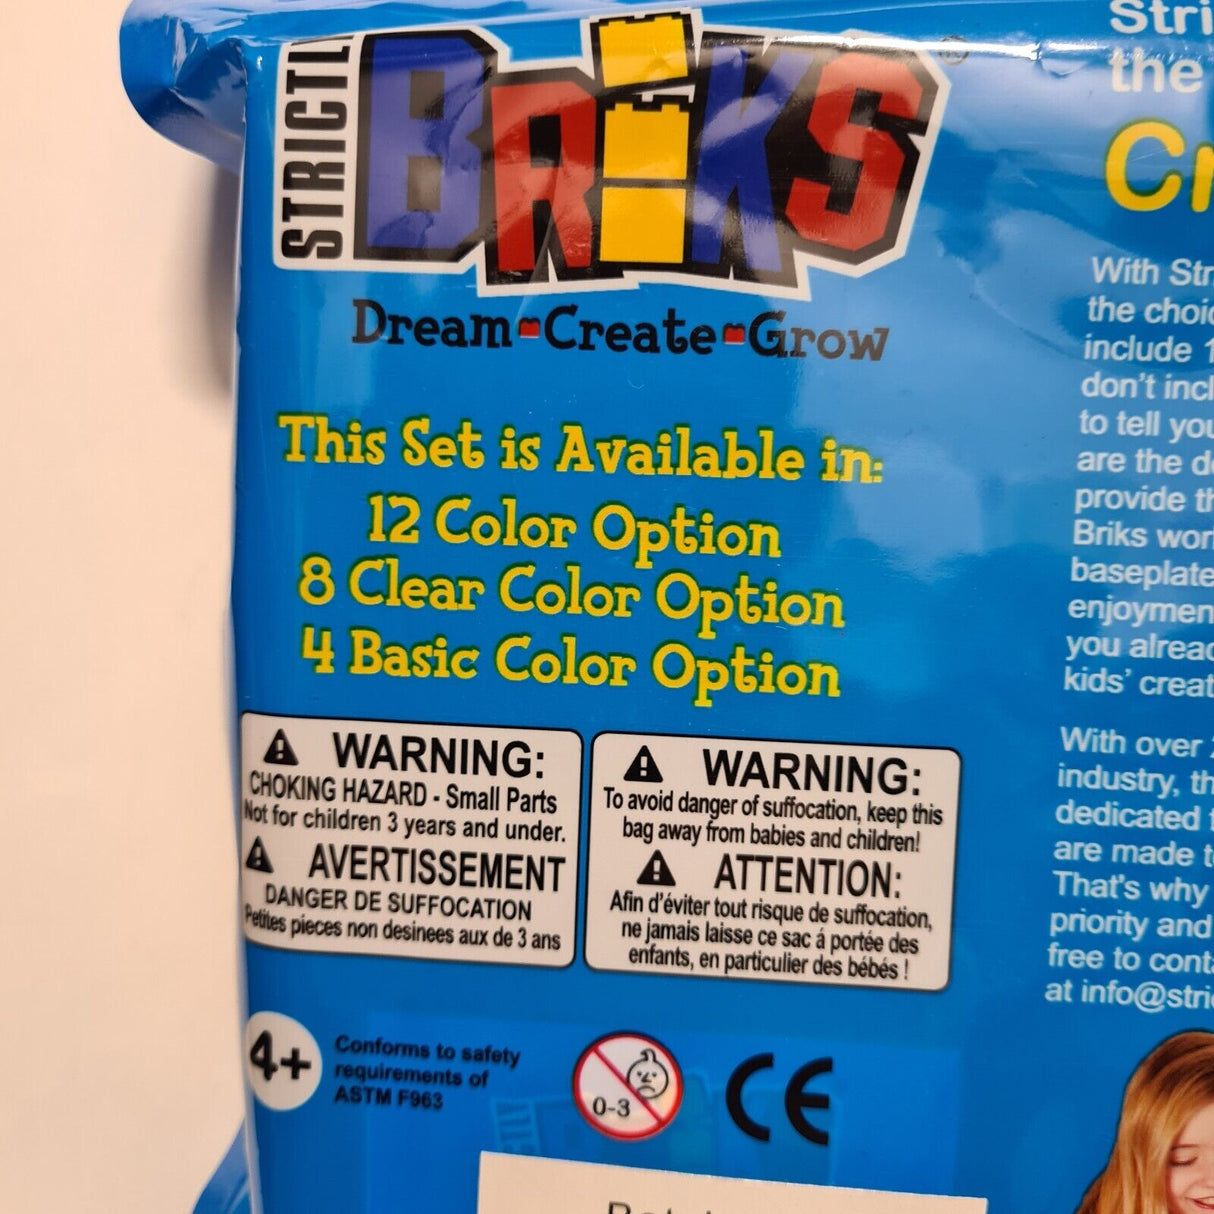 STRICTLY
BRIKS
Dream Create Grow
This Set is Available in:
12 Color Option
8 Clear Color Option
4 Basic Color Option
WARNING:
CHOKING HAZARD - Small Parts
Not for children 3 years and under.
AVERTISSEMENT
DANGER DE SUFFOCATION
Petites pieces non desinees aux de 3 ans
WARNING:
To avoid danger of suffocation, keep this
bag away from babies and children!
ATTENTION:
Afin d'éviter tout risque de suffocation,
ne jamais laisse ce sac á portée des
enfants, en particulier des bébés !
4+
Conforms to safety
requirements of
ASTM F963
0-3
CE
the
With
the
include
don't
to tell
are the
provide
Briks
you
kids'
With over
industry,
dedicated
are made
That's why
priority and
free to
at